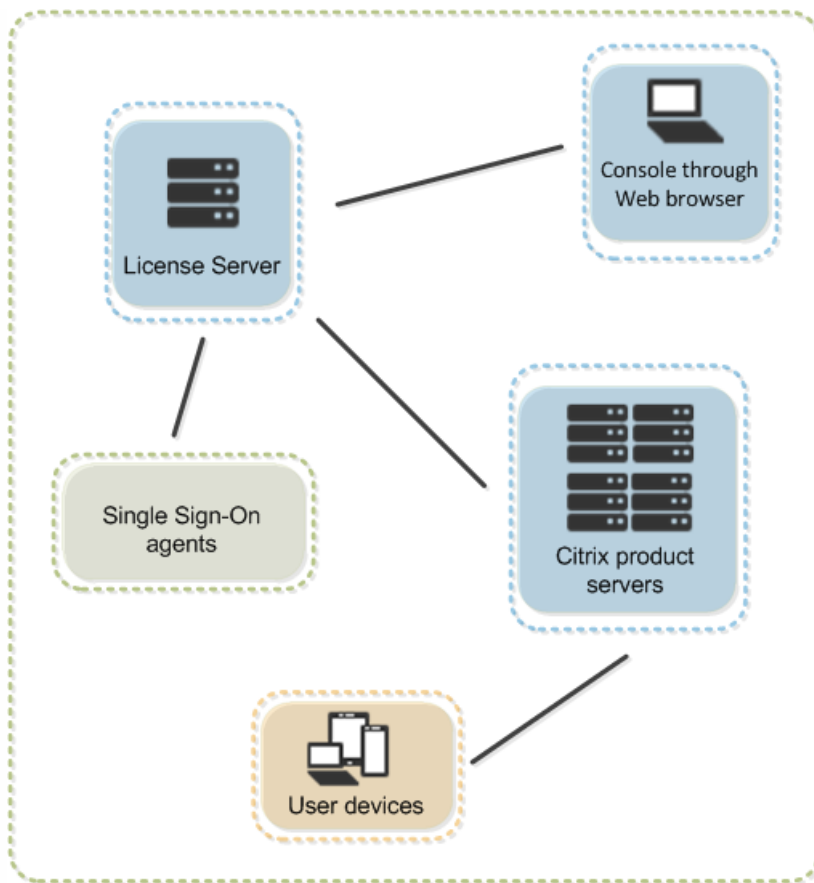 Console through
Web browser
License Server
Single Sign-On
agents
Citrix product
servers
User devices